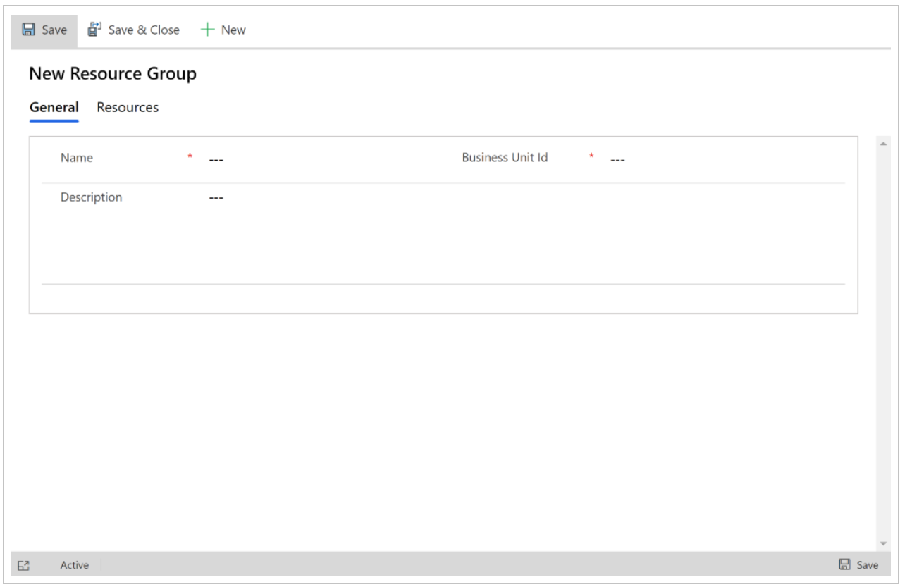 Save Save & Close New
New Resource Group
General Resources
Name * --- Business Unit Id * ---
Description ---
Active Save